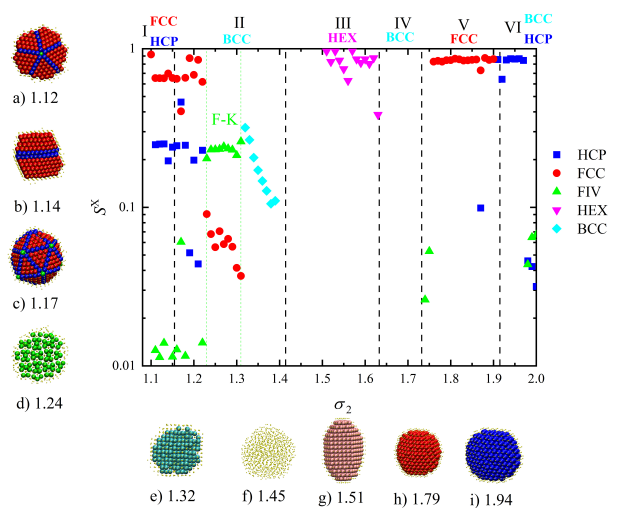 I FCC II III IV V VI BCC
HCP BCC HEX BCC FCC HCP
a) 1.12
b) 1.14
c) 1.17
d) 1.24
1
0.1
0.01
S^X
F-K
HCP
FCC
FIV
HEX
BCC
1.1 1.2 1.3 1.4 1.5 1.6 1.7 1.8 1.9 2.0
σ₂
e) 1.32 f) 1.45 g) 1.51 h) 1.79 i) 1.94